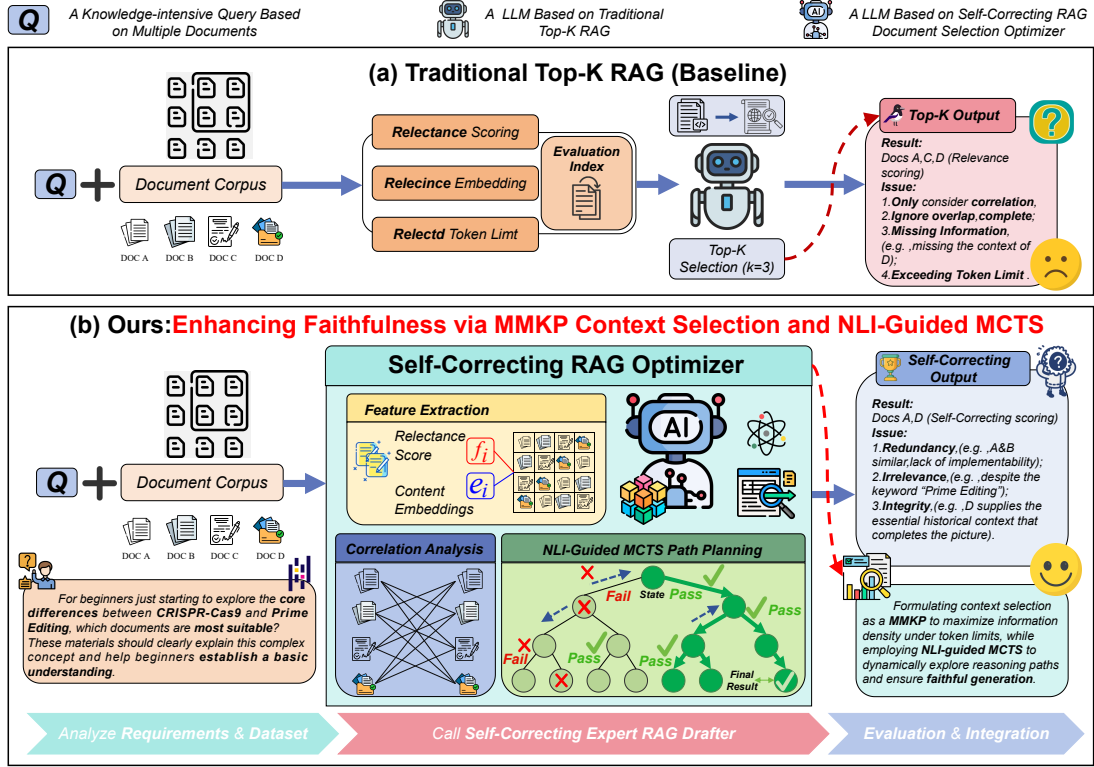 Q
A Knowledge-intensive Query Based
on Multiple Documents
A LLM Based on Traditional
Top-K RAG
AI
A LLM Based on Self-Correcting RAG
Document Selection Optimizer
(a) Traditional Top-K RAG (Baseline)
Q
Document Corpus
DOC A
DOC B
DOC C
DOC D
Relectance Scoring
Relecince Embedding
Relectd Token Limt
Evaluation
Index
Top-K
Selection (k=3)
Top-K Output
?
Result:
Docs A,C,D (Relevance
scoring)
Issue:
1.Only consider correlation,
2.Ignore overlap,complete;
3.Missing Information,
(e.g. ,missing the context of
D);
4.Exceeding Token Limit .
(b) Ours:Enhancing Faithfulness via MMKP Context Selection and NLI-Guided MCTS
Q
Document Corpus
DOC A
DOC B
DOC C
DOC D
?
For beginners just starting to explore the core
differences between CRISPR-Cas9 and Prime
Editing, which documents are most suitable?
These materials should clearly explain this complex
concept and help beginners establish a basic
understanding.
Self-Correcting RAG Optimizer
Feature Extraction
Relectance
Score
Content
Embeddings
f_i
e_i
AI
Correlation Analysis
NLI-Guided MCTS Path Planning
Fail
State
Pass
Pass
Fail
Pass
Pass
Final
Result
Self-Correcting
Output
?
Result:
Docs A,D (Self-Correcting scoring)
Issue:
1.Redundancy,(e.g. ,A&B
similar,lack of implementability);
2.Irrelevance,(e.g. ,despite the
keyword “Prime Editing”);
3.Integrity,(e.g. ,D supplies the
essential historical context that
completes the picture).
Formulating context selection
as a MMKP to maximize information
density under token limits, while
employing NLI-guided MCTS to
dynamically explore reasoning paths
and ensure faithful generation.
Analyze Requirements & Dataset
Call Self-Correcting Expert RAG Drafter
Evaluation & Integration